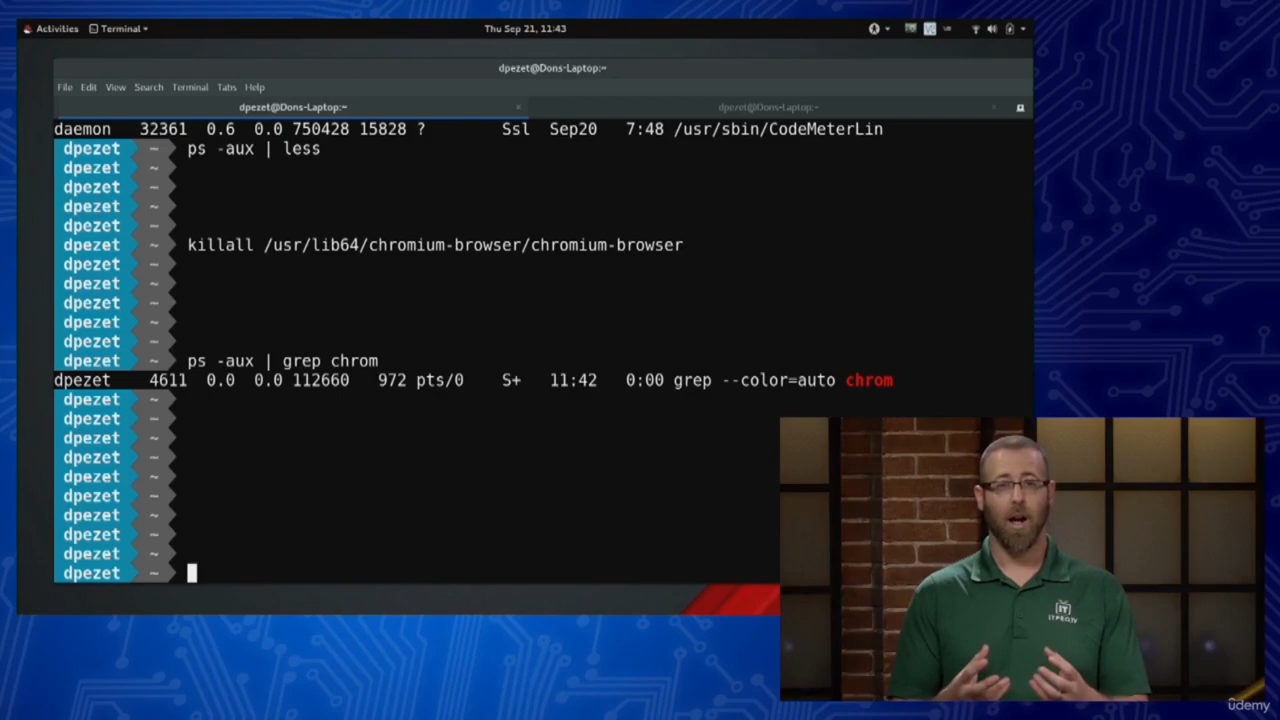 Activities Terminal Thu Sep 21, 11:43
dpezet@Dons-Laptop:~
File Edit View Search Terminal Tabs Help
dpezet@Dons-Laptop:~ × dpezet@Dons-Laptop:~ ×
daemon 32361 0.6 0.0 750428 15828 ? Ssl Sep20 7:48 /usr/sbin/CodeMeterLin
dpezet ~ ps -aux | less
dpezet ~
dpezet ~
dpezet ~
dpezet ~
dpezet ~ killall /usr/lib64/chromium-browser/chromium-browser
dpezet ~
dpezet ~
dpezet ~
dpezet ~
dpezet ~
dpezet ~ ps -aux | grep chrom
dpezet 4611 0.0 0.0 112660 972 pts/0 S+ 11:42 0:00 grep --color=auto chrom
dpezet ~
dpezet ~
dpezet ~
dpezet ~
dpezet ~
dpezet ~
dpezet ~
dpezet ~
dpezet ~
dpezet ~
IT
ITPROTV
udemy